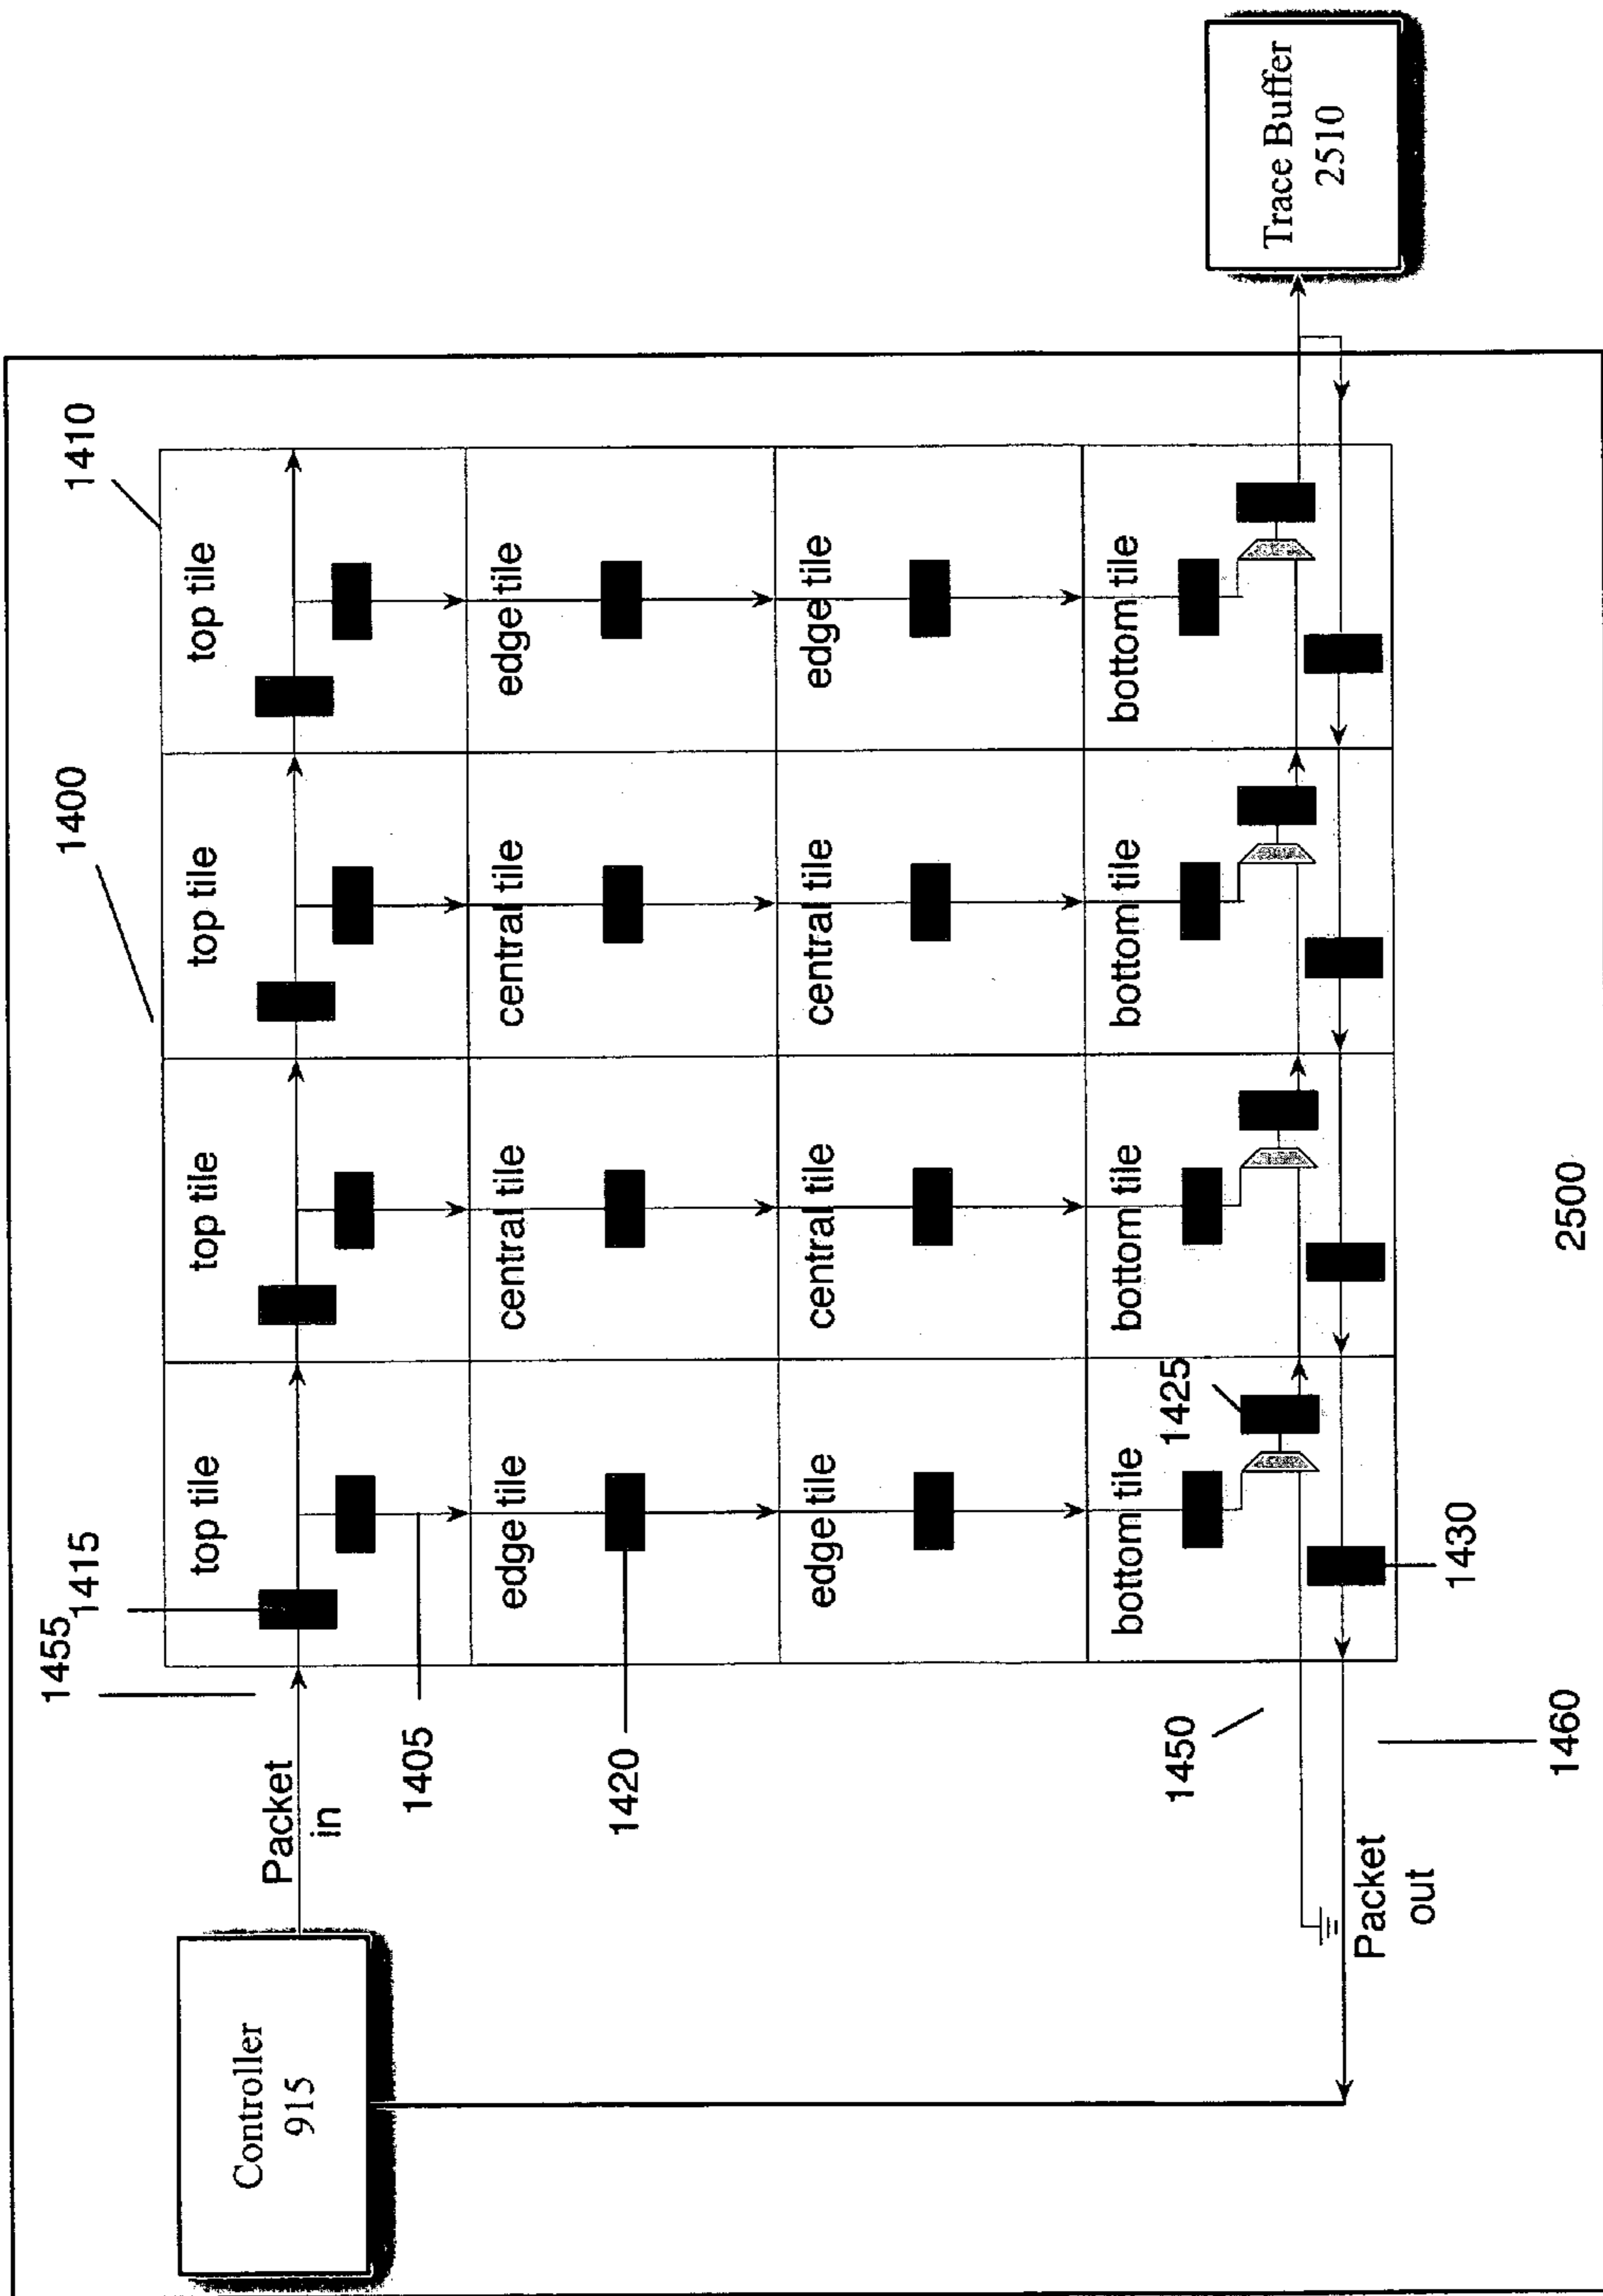 1410
1400
1455
1415
top tile
top tile
top tile
top tile
Controller
915
Packet
in
1405
edge tile
central tile
central tile
edge tile
1420
edge tile
central tile
central tile
edge tile
bottom tile
bottom tile
bottom tile
bottom tile
1425
Trace Buffer
2510
1450
Packet
out
1430
1460
2500